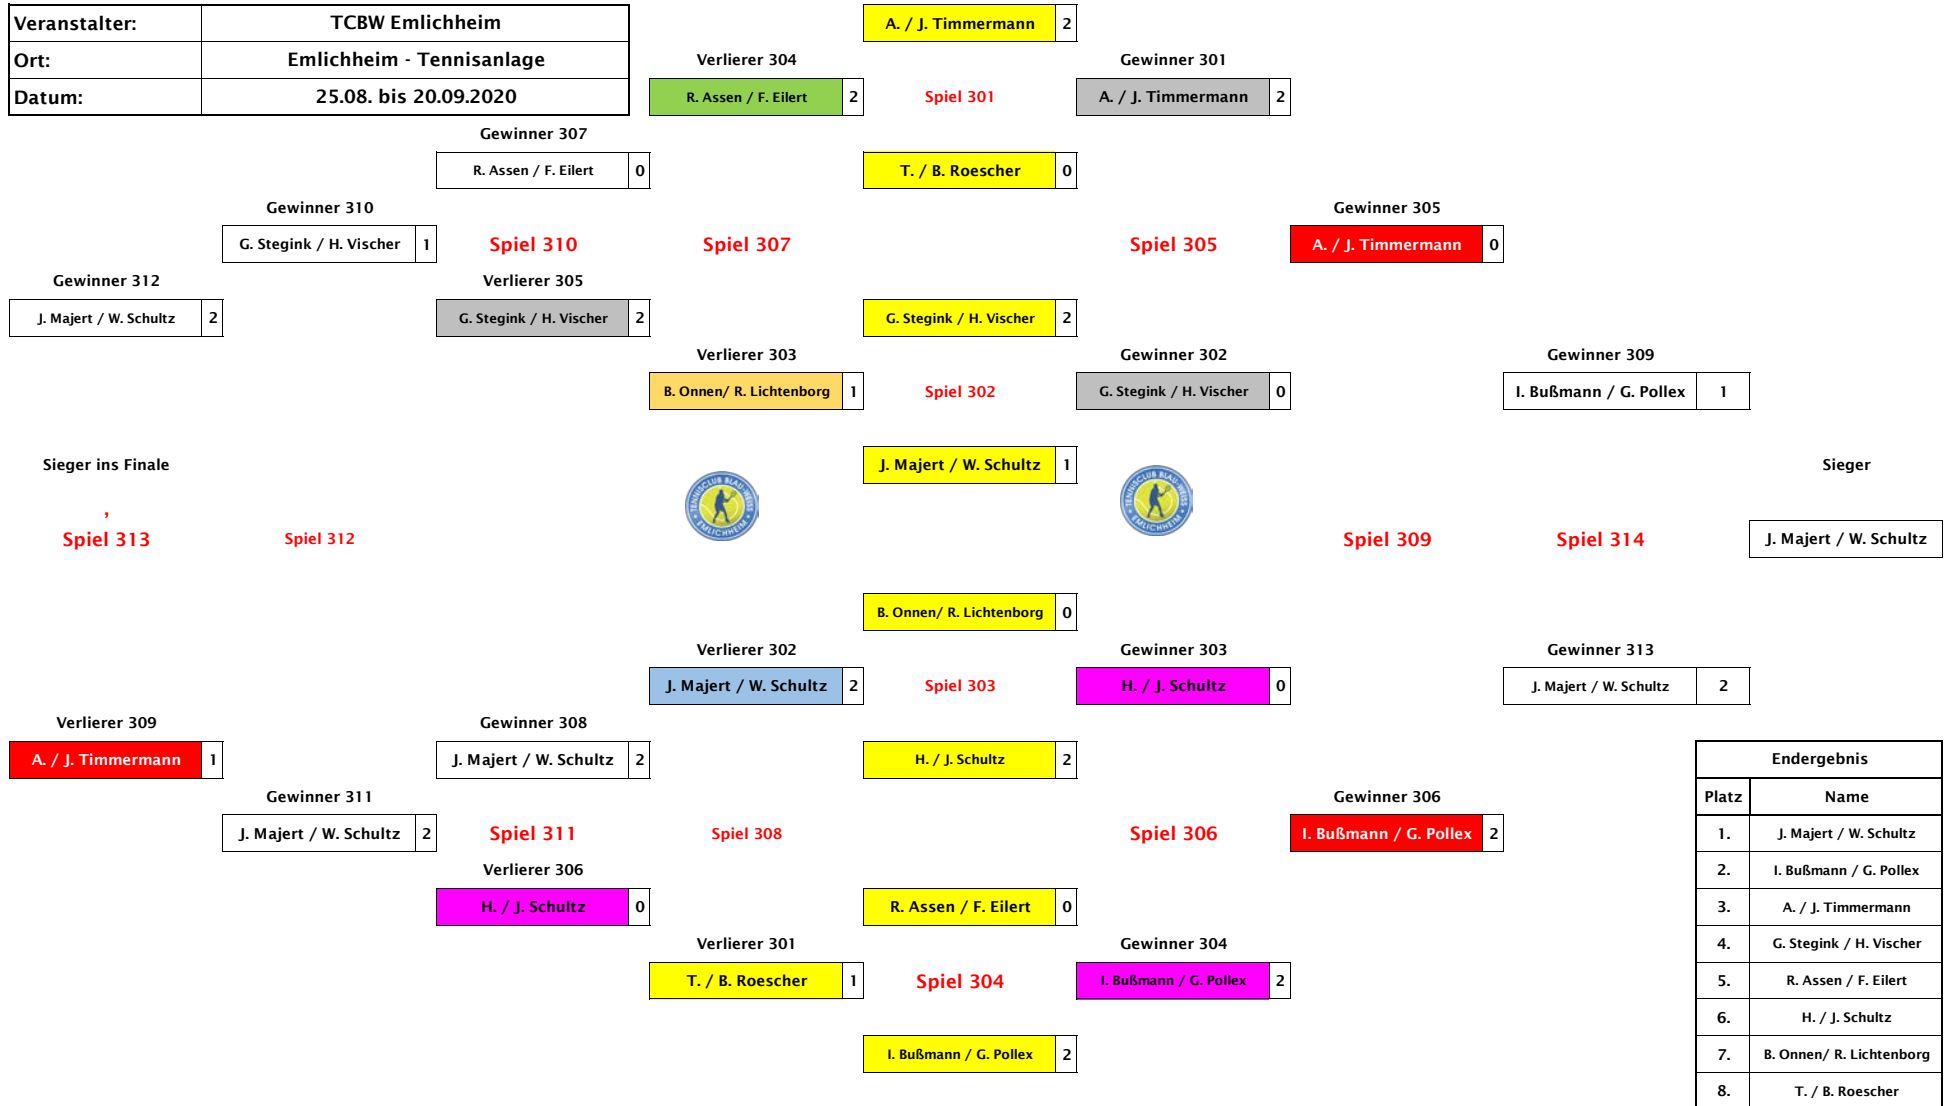 Veranstalter: TCBW Emlichheim
A. / J. Timmermann 2
Ort: Emlichheim - Tennisanlage
Verlierer 304 Gewinner 301
Datum: 25.08. bis 20.09.2020
R. Assen / F. Eilert 2 Spiel 301 A. / J. Timmermann 2
Gewinner 307
R. Assen / F. Eilert 0 T. / B. Roescher 0
Gewinner 310 Gewinner 305
G. Stegink / H. Vischer 1 Spiel 310 Spiel 307 Spiel 305 A. / J. Timmermann 0
Gewinner 312 Verlierer 305
J. Majert / W. Schultz 2 G. Stegink / H. Vischer 2 G. Stegink / H. Vischer 2
Verlierer 303 Gewinner 302 Gewinner 309
B. Onnen/ R. Lichtenborg 1 Spiel 302 G. Stegink / H. Vischer 0 I. Bußmann / G. Pollex 1
Sieger ins Finale J. Majert / W. Schultz 1 Sieger
TENNISCLUB BLAU-WEISS EMLICHHEIM
TENNISCLUB BLAU-WEISS EMLICHHEIM
,
Spiel 313 Spiel 312 Spiel 309 Spiel 314 J. Majert / W. Schultz
B. Onnen/ R. Lichtenborg 0
Verlierer 302 Gewinner 303 Gewinner 313
J. Majert / W. Schultz 2 Spiel 303 H. / J. Schultz 0 J. Majert / W. Schultz 2
Verlierer 309 Gewinner 308
A. / J. Timmermann 1 J. Majert / W. Schultz 2 H. / J. Schultz 2 Endergebnis
Gewinner 311 Gewinner 306 Platz Name
J. Majert / W. Schultz 2 Spiel 311 Spiel 308 Spiel 306 I. Bußmann / G. Pollex 2 1. J. Majert / W. Schultz
Verlierer 306 2. I. Bußmann / G. Pollex
H. / J. Schultz 0 R. Assen / F. Eilert 0 3. A. / J. Timmermann
Verlierer 301 Gewinner 304 4. G. Stegink / H. Vischer
T. / B. Roescher 1 Spiel 304 I. Bußmann / G. Pollex 2 5. R. Assen / F. Eilert
6. H. / J. Schultz
I. Bußmann / G. Pollex 2 7. B. Onnen/ R. Lichtenborg
8. T. / B. Roescher